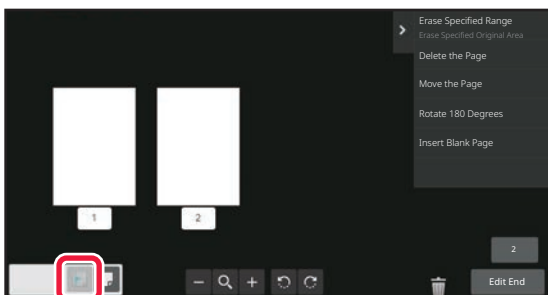 Erase Specified Range
Erase Specified Original Area
Delete the Page
Move the Page
Rotate 180 Degrees
Insert Blank Page
1
2
2
Edit End